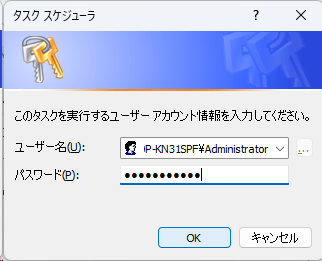 タスク スケジューラ
?
このタスクを実行するユーザー アカウント情報を入力してください。
ユーザー名(U): P-KN31SPF¥Administrator ...
パスワード(P): ●●●●●●●●●●●
OK キャンセル